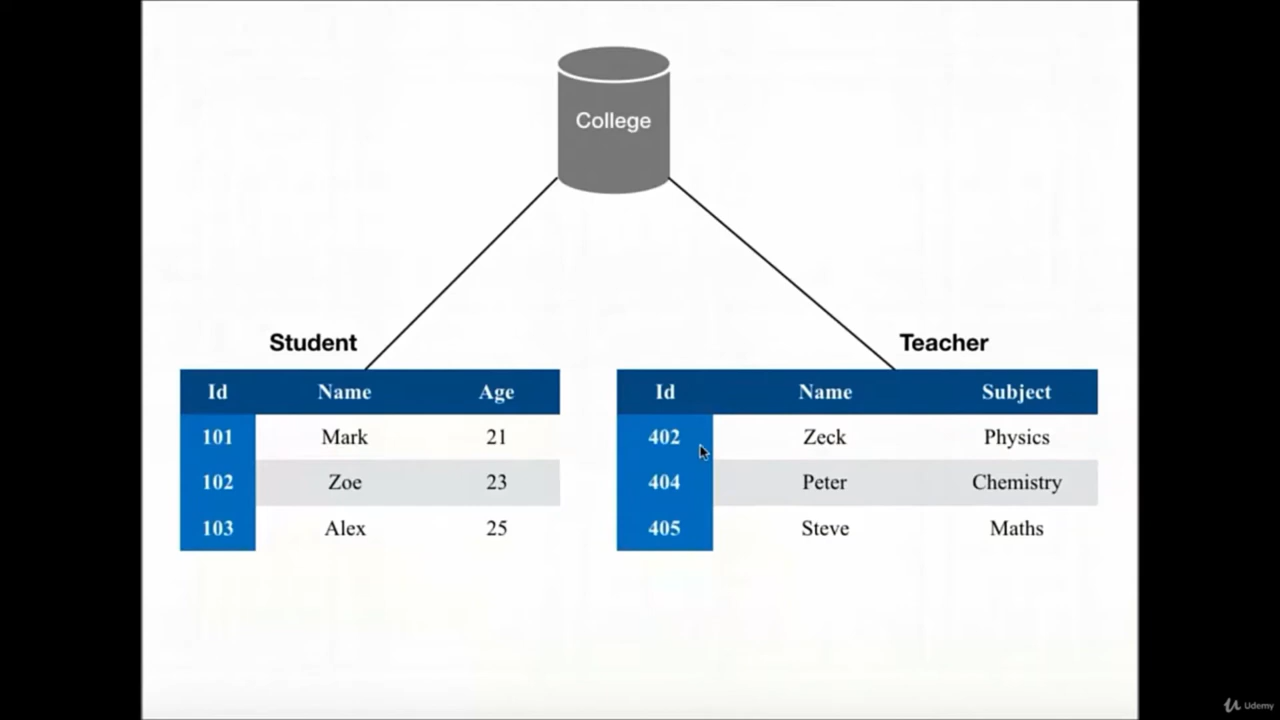 College
Student
Id Name Age
101 Mark 21
102 Zoe 23
103 Alex 25
Teacher
Id Name Subject
402 Zeck Physics
404 Peter Chemistry
405 Steve Maths
Udemy